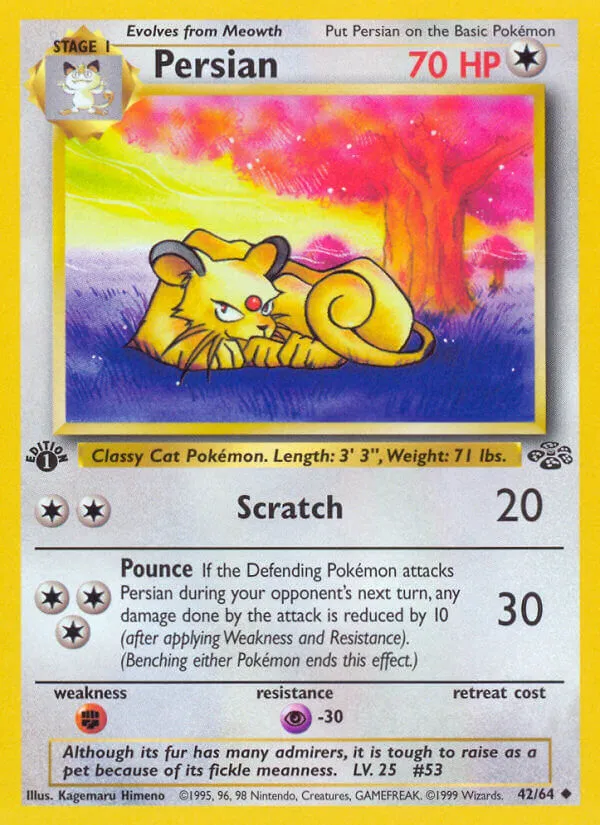 Evolves from Meowth Put Persian on the Basic Pokémon
STAGE 1
Persian 70 HP
EDITION
1
Classy Cat Pokémon. Length: 3' 3", Weight: 71 lbs.
Scratch 20
Pounce If the Defending Pokémon attacks
Persian during your opponent's next turn, any
damage done by the attack is reduced by 10
(after applying Weakness and Resistance).
(Benching either Pokémon ends this effect.)
30
weakness resistance retreat cost
-30
Although its fur has many admirers, it is tough to raise as a
pet because of its fickle meanness. LV. 25 #53
Illus. Kagemaru Himeno ©1995, 96, 98 Nintendo, Creatures, GAMEFREAK. ©1999 Wizards. 42/64